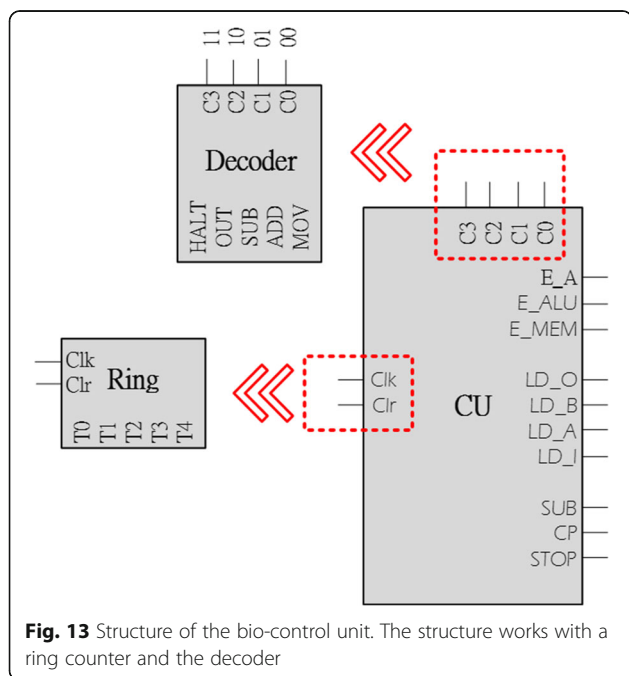 11 10 01 00
C3 C2 C1 C0
Decoder
HALT OUT SUB ADD MOV
C3 C2 C1 C0
E_A
E_ALU
E_MEM
Clk
Clr
Ring
T0 T1 T2 T3 T4
Clk
Clr
CU
LD_O
LD_B
LD_A
LD_I
SUB
CP
STOP
Fig. 13 Structure of the bio-control unit. The structure works with a
ring counter and the decoder